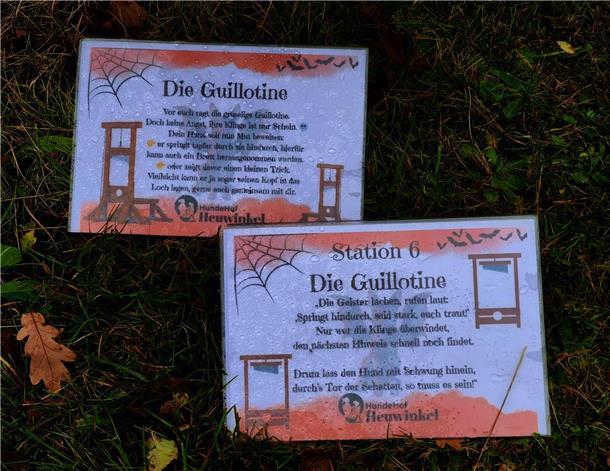 Die Guillotine
Vor euch ragt die gruselige Guillotine.
Doch keine Angst, ihre Klinge ist nur Schein. 💀
Dein Hund soll nun Mut beweisen:
👉 er springt tapfer durch sie hindurch, hierfür
kann auch ein Brett herausgenommen werden.
👉 oder zeigt davor einen kleinen Trick.
Vielleicht kann er ja sogar seinen Kopf in das
Loch legen, gerne auch gemeinsam mit dir.
HundeHof
Heuwinkel
Station 6
Die Guillotine
„Die Geister lachen, rufen laut:
‚Springt hindurch, seid stark, euch traut!'
Nur wer die Klinge überwindet,
den nächsten Hinweis schnell noch findet.
Drum lass den Hund mit Schwung hinein,
durch's Tor der Schatten, so muss es sein!"
HundeHof
Heuwinkel